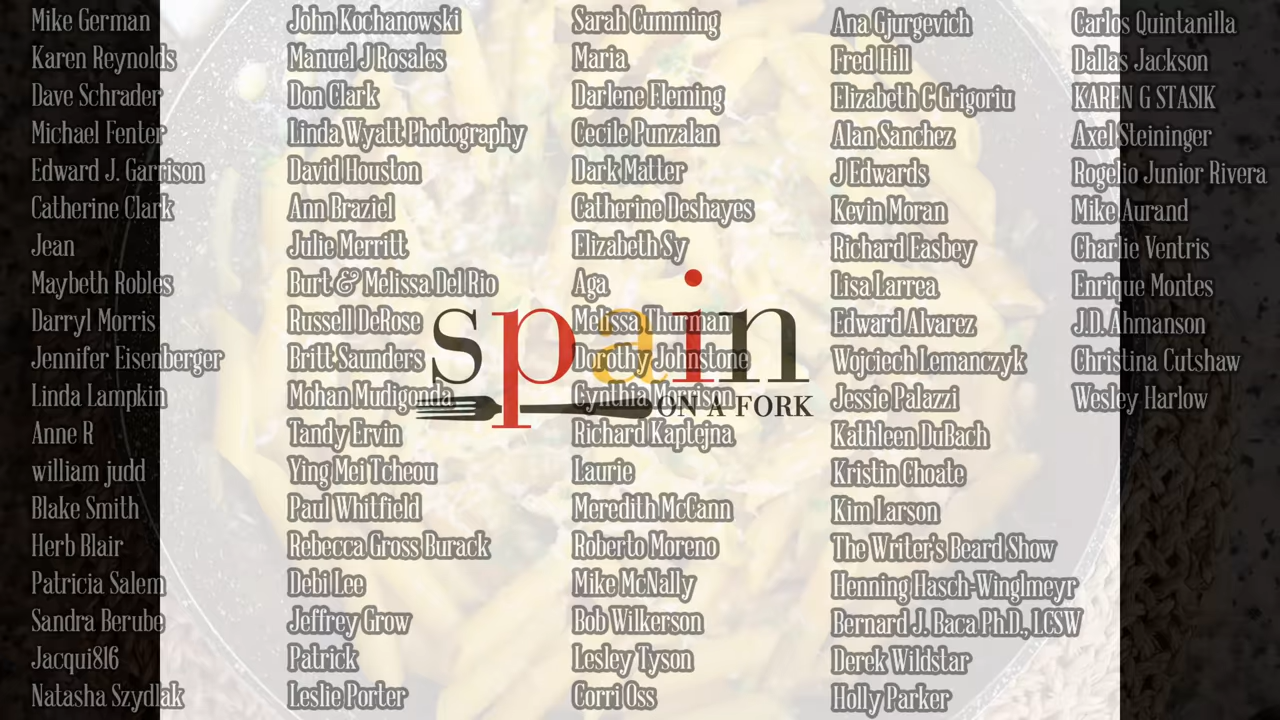 Mike German
Karen Reynolds
Dave Schrader
Michael Fenter
Edward J. Garrison
Catherine Clark
Jean
Maybeth Robles
Darryl Morris
Jennifer Eisenberger
Linda Lampkin
Anne R
william judd
Blake Smith
Herb Blair
Patricia Salem
Sandra Berube
Jacqui816
Natasha Szydlak
John Kochanowski
Manuel J Rosales
Don Clark
Linda Wyatt Photography
David Houston
Ann Braziel
Julie Merritt
Burt & Melissa Del Rio
Russell DeRose
Britt Saunders
Mohan Mudigonda
Tandy Ervin
Ying Mei Tcheou
Paul Whitfield
Rebecca Gross Burack
Debi Lee
Jeffrey Grow
Patrick
Leslie Porter
Sarah Cumming
Maria
Darlene Fleming
Cecile Punzalan
Dark Matter
Catherine Deshayes
Elizabeth Sy
Aga
Melissa Thurman
Dorothy Johnstone
Cynthia Morrison
Richard Kaptejna
Laurie
Meredith McCann
Roberto Moreno
Mike McNally
Bob Wilkerson
Lesley Tyson
Corri Oss
Ana Gjurgevich
Fred Hill
Elizabeth C Grigoriu
Alan Sanchez
J Edwards
Kevin Moran
Richard Easbey
Lisa Larrea
Edward Alvarez
Wojciech Lemanczyk
Jessie Palazzi
Kathleen DuBach
Kristin Choate
Kim Larson
The Writer's Beard Show
Henning Hasch-Winglmeyr
Bernard J. Baca Ph.D., LCSW
Derek Wildstar
Holly Parker
Carlos Quintanilla
Dallas Jackson
KAREN G STASIK
Axel Steininger
Rogelio Junior Rivera
Mike Aurand
Charlie Ventris
Enrique Montes
J.D. Ahmanson
Christina Cutshaw
Wesley Harlow
spain
ON A FORK